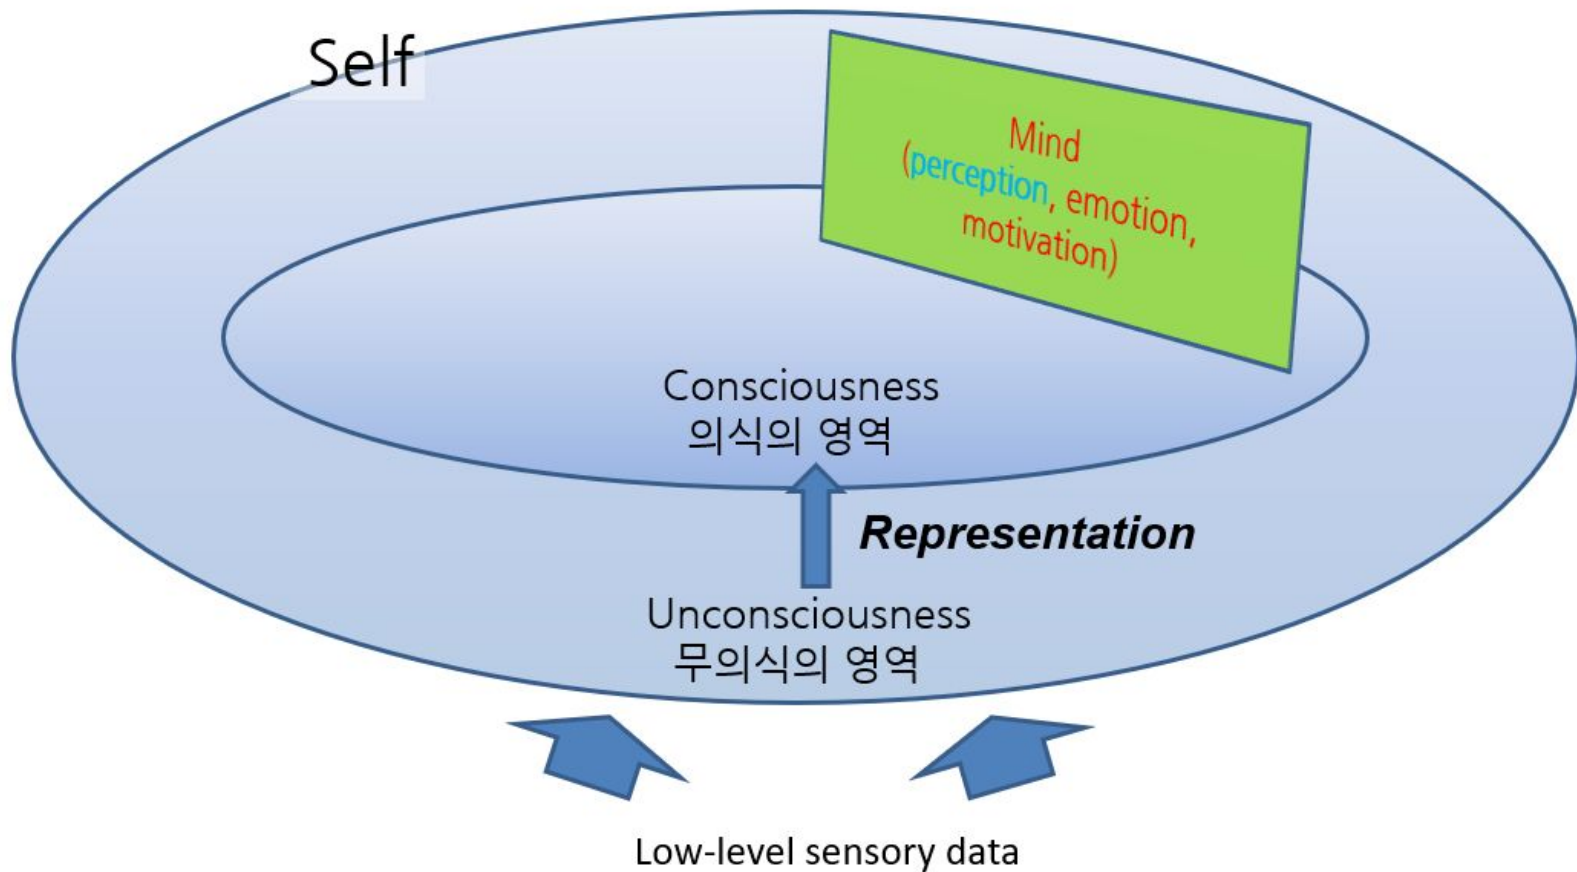 Self
Mind
(perception, emotion,
motivation)
Consciousness
의식의 영역
Representation
Unconsciousness
무의식의 영역
Low-level sensory data